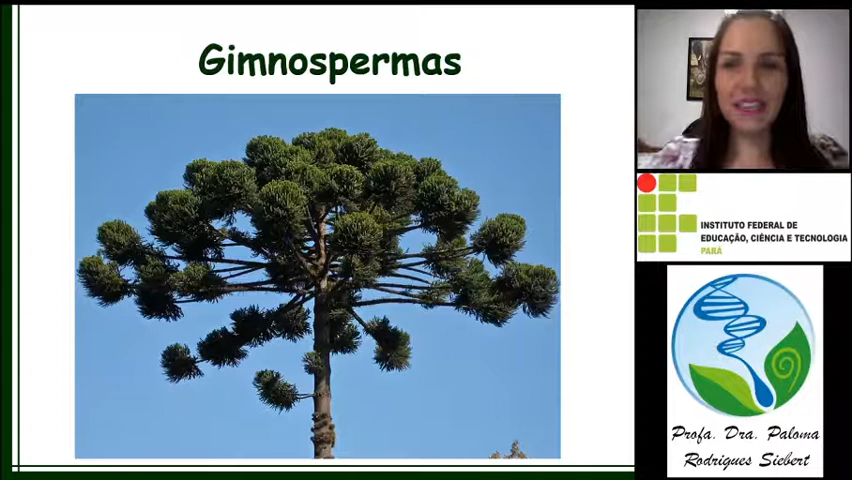 Gimnospermas
INSTITUTO FEDERAL DE
EDUCAÇÃO, CIÊNCIA E TECNOLOGIA
PARÁ
Profa. Dra. Paloma
Rodrigues Siebert